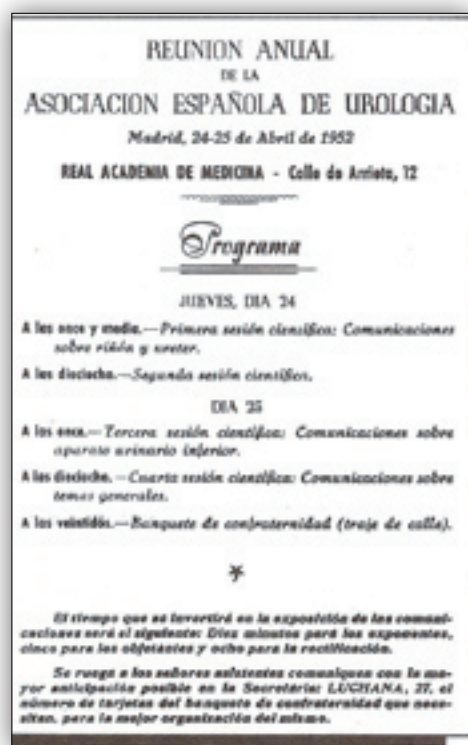 REUNION ANUAL
DE LA
ASOCIACION ESPAÑOLA DE UROLOGIA
Madrid, 24-25 de Abril de 1952
REAL ACADEMIA DE MEDICINA - Calle de Arrieta, 12
Programa
JUEVES, DIA 24
A las once y media.—Primera sesión científica: Comunicaciones
sobre riñón y ureter.
A las dieciocho.—Segunda sesión científica.
DIA 25
A las once.—Tercera sesión científica: Comunicaciones sobre
aparato urinario inferior.
A las dieciocho.—Cuarta sesión científica: Comunicaciones sobre
temas generales.
A las veintidós.—Banquete de confraternidad (traje de calle).
El tiempo que se invertirá en la exposición de las comuni-
caciones será el siguiente: Diez minutos para los exponentes,
cinco para los objetantes y ocho para la rectificación.
Se ruega a los señores asistentes comuniquen con la ma-
yor anticipación posible en la Secretaría: LUCHANA, 27, el
número de tarjetas del banquete de confraternidad que nece-
sitan, para la mejor organización del mismo.